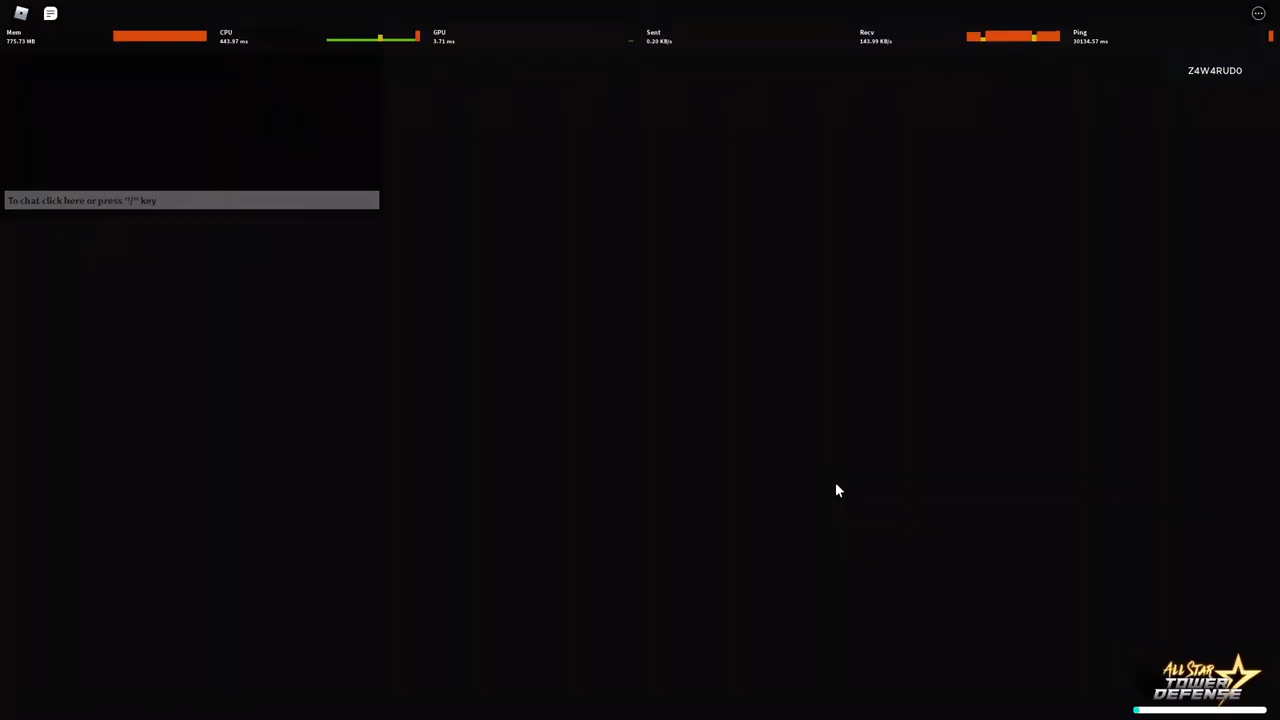 Mem
775.73 MB
CPU
443.97 ms
GPU
3.71 ms
Sent
0.20 KB/s
Recv
143.99 KB/s
Ping
30134.57 ms
Z4W4RUD0
To chat click here or press "/" key
ALL STAR
TOWER
DEFENSE